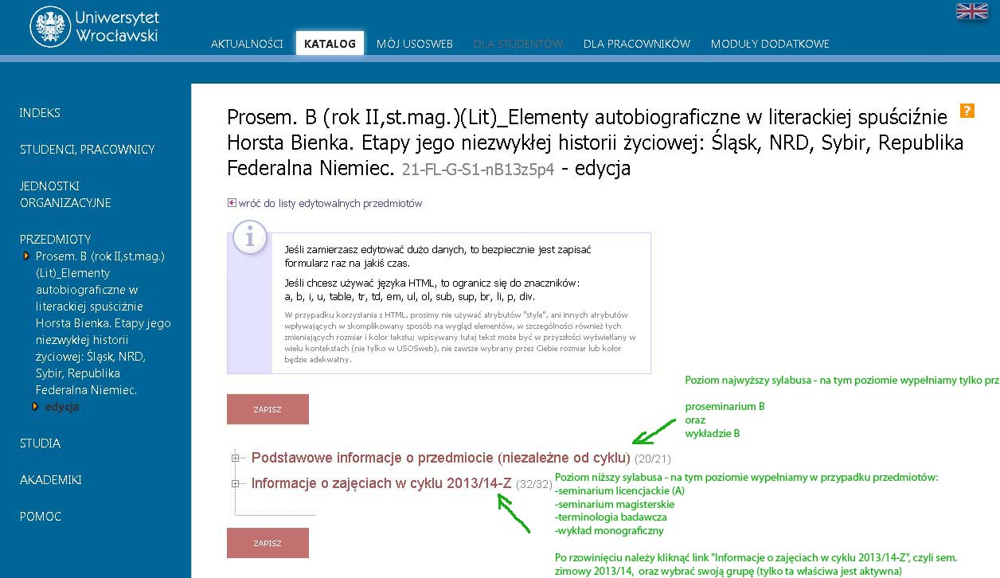 Uniwersytet
Wrocławski
AKTUALNOŚCI KATALOG MÓJ USOSWEB DLA STUDENTÓW DLA PRACOWNIKÓW MODUŁY DODATKOWE
INDEKS
STUDENCI, PRACOWNICY
JEDNOSTKI
ORGANIZACYJNE
PRZEDMIOTY
Prosem. B (rok II,st.mag.)
(Lit)_Elementy
autobiograficzne w
literackiej spuściźnie
Horsta Bienka. Etapy jego
niezwykłej historii
życiowej: Śląsk, NRD,
Sybir, Republika
Federalna Niemiec.
edycja
STUDIA
AKADEMIKI
POMOC
Prosem. B (rok II,st.mag.)(Lit)_Elementy autobiograficzne w literackiej spuściźnie
Horsta Bienka. Etapy jego niezwykłej historii życiowej: Śląsk, NRD, Sybir, Republika
Federalna Niemiec. 21-FL-G-S1-nB13z5p4 - edycja
?
wróć do listy edytowalnych przedmiotów
i
Jeśli zamierzasz edytować dużo danych, to bezpiecznie jest zapisać
formularz raz na jakiś czas.
Jeśli chcesz używać języka HTML, to ogranicz się do znaczników:
a, b, i, u, table, tr, td, em, ul, ol, sub, sup, br, li, p, div.
W przypadku korzystania z HTML, prosimy nie używać atrybutów "style", ani innych atrybutów
wpływających w skomplikowany sposób na wygląd elementów, w szczególności również tych
zmieniających rozmiar i kolor tekstu; wpisywany tutaj tekst może być w przyszłości wyświetlany w
wielu kontekstach (nie tylko w USOSweb), nie zawsze wybrany przez Ciebie rozmiar lub kolor
będzie adekwatny.
ZAPISZ
Poziom najwyższy sylabusa - na tym poziomie wypełniamy tylko prz
proseminarium B
oraz
wykładzie B
Podstawowe informacje o przedmiocie (niezależne od cyklu) (20/21)
Informacje o zajęciach w cyklu 2013/14-Z (32/32)
Poziom niższy sylabusa - na tym poziomie wypełniamy w przypadku przedmiotów:
-seminarium licencjackie (A)
-seminarium magisterskie
-terminologia badawcza
-wykład monograficzny
ZAPISZ
Po rzowinięciu należy kliknąć link "Informacje o zajęciach w cyklu 2013/14-Z", czyli sem.
zimowy 2013/14, oraz wybrać swoją grupę (tylko ta właściwa jest aktywna)